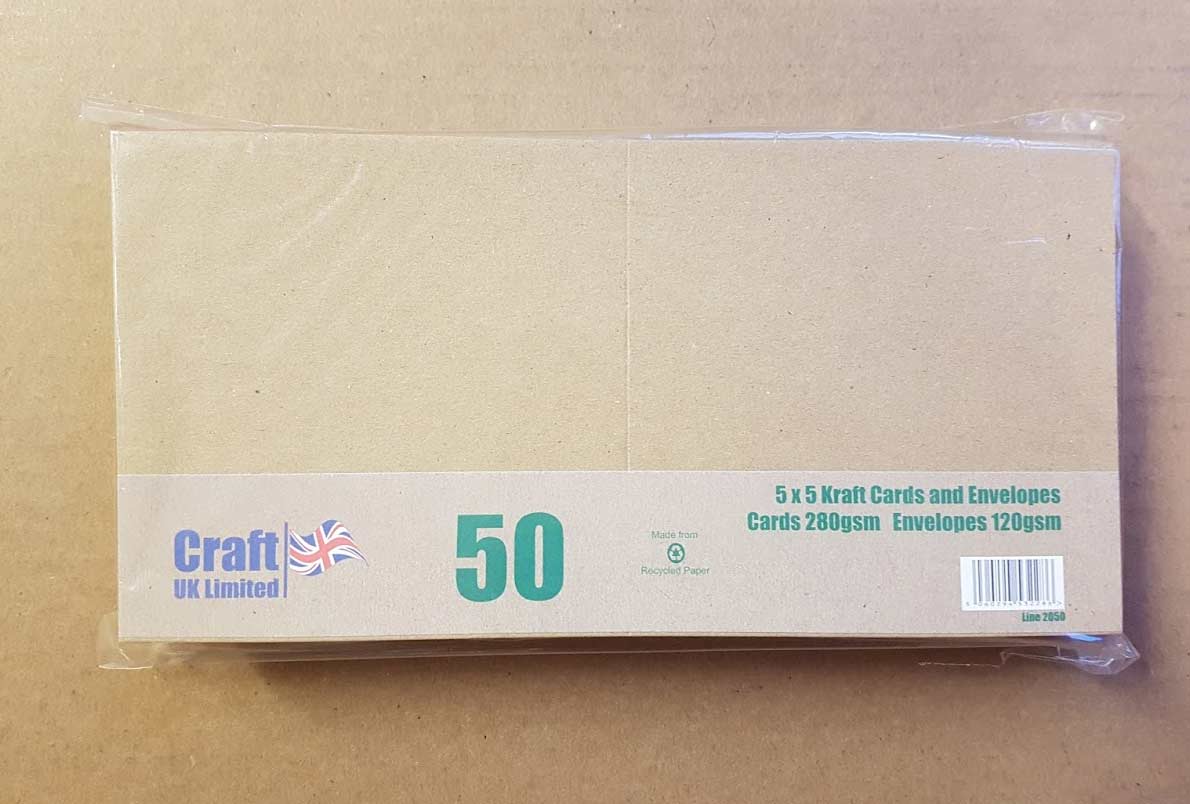 Craft
UK Limited
50
Made from
Recycled Paper
5 x 5 Kraft Cards and Envelopes
Cards 280gsm Envelopes 120gsm
Line 2050